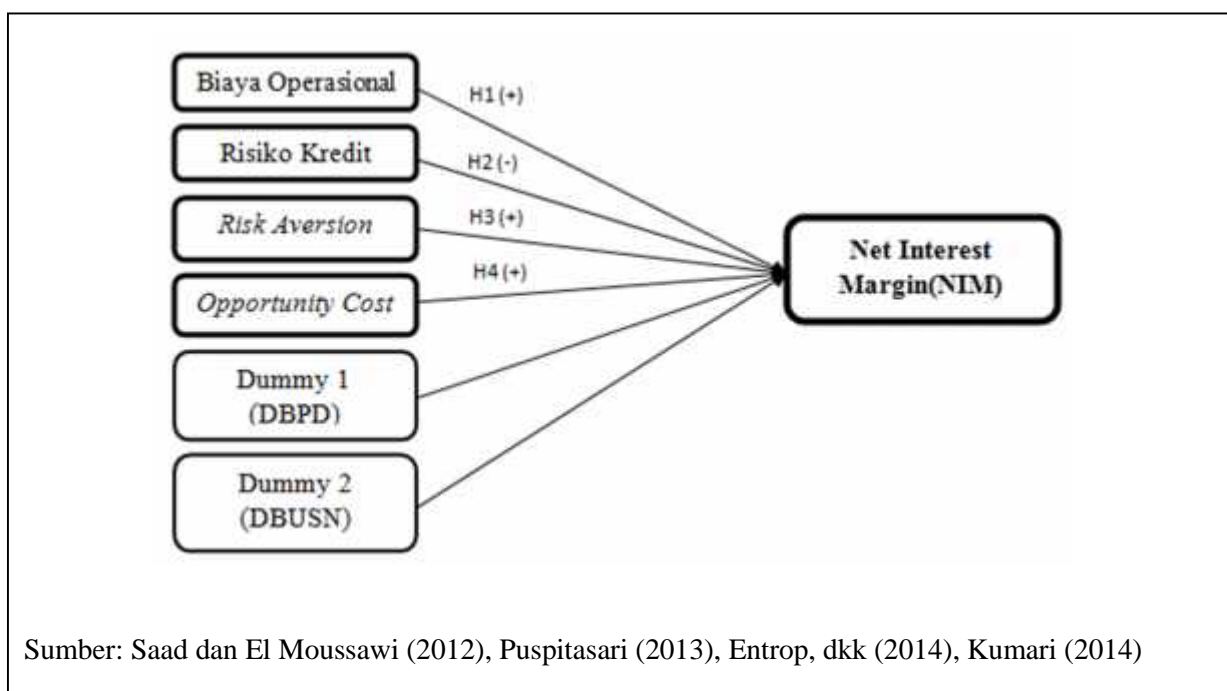 Biaya Operasional
H1 (+)
Risiko Kredit
H2 (-)
Risk Aversion
H3 (+)
Opportunity Cost
H4 (+)
Dummy 1
(DBPD)
Dummy 2
(DBUSN)
Net Interest
Margin(NIM)
Sumber: Saad dan El Moussawi (2012), Puspitasari (2013), Entrop, dkk (2014), Kumari (2014)